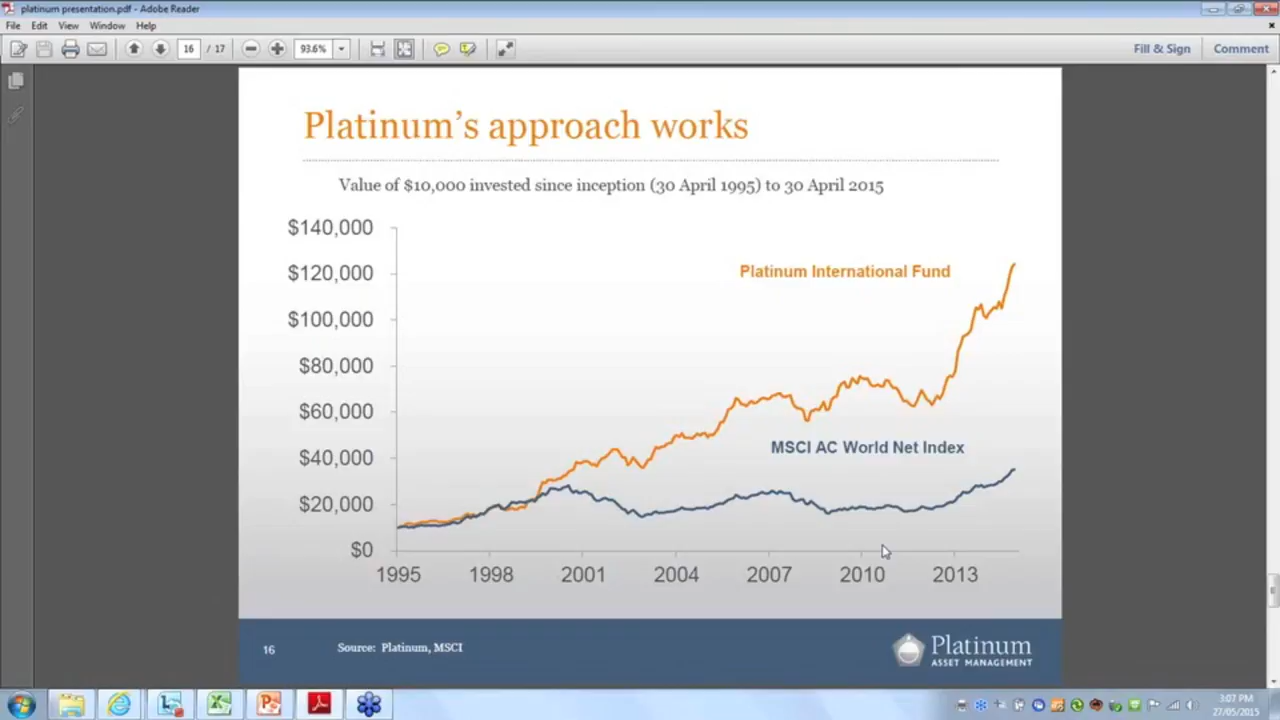 platinum presentation.pdf - Adobe Reader
File Edit View Window Help
16 / 17 93.6% Fill & Sign Comment
Platinum's approach works
Value of $10,000 invested since inception (30 April 1995) to 30 April 2015
$140,000
$120,000
$100,000
$80,000
$60,000
$40,000
$20,000
$0
Platinum International Fund
MSCI AC World Net Index
1995 1998 2001 2004 2007 2010 2013
16 Source: Platinum, MSCI
Platinum
ASSET MANAGEMENT
3:07 PM
27/05/2015